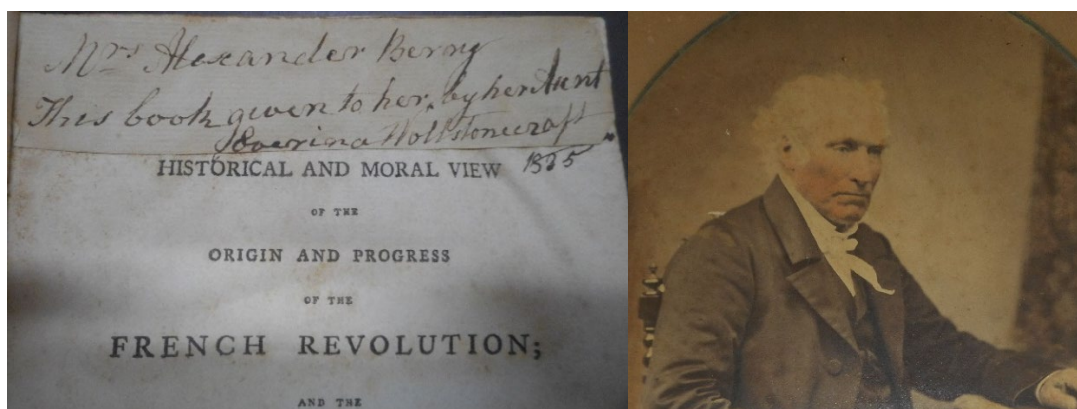 Mrs Alexander Berry
This book given to her by her Aunt
Everina Wollstonecraft
1835
HISTORICAL AND MORAL VIEW
OF THE
ORIGIN AND PROGRESS
OF THE
FRENCH REVOLUTION;
AND THE